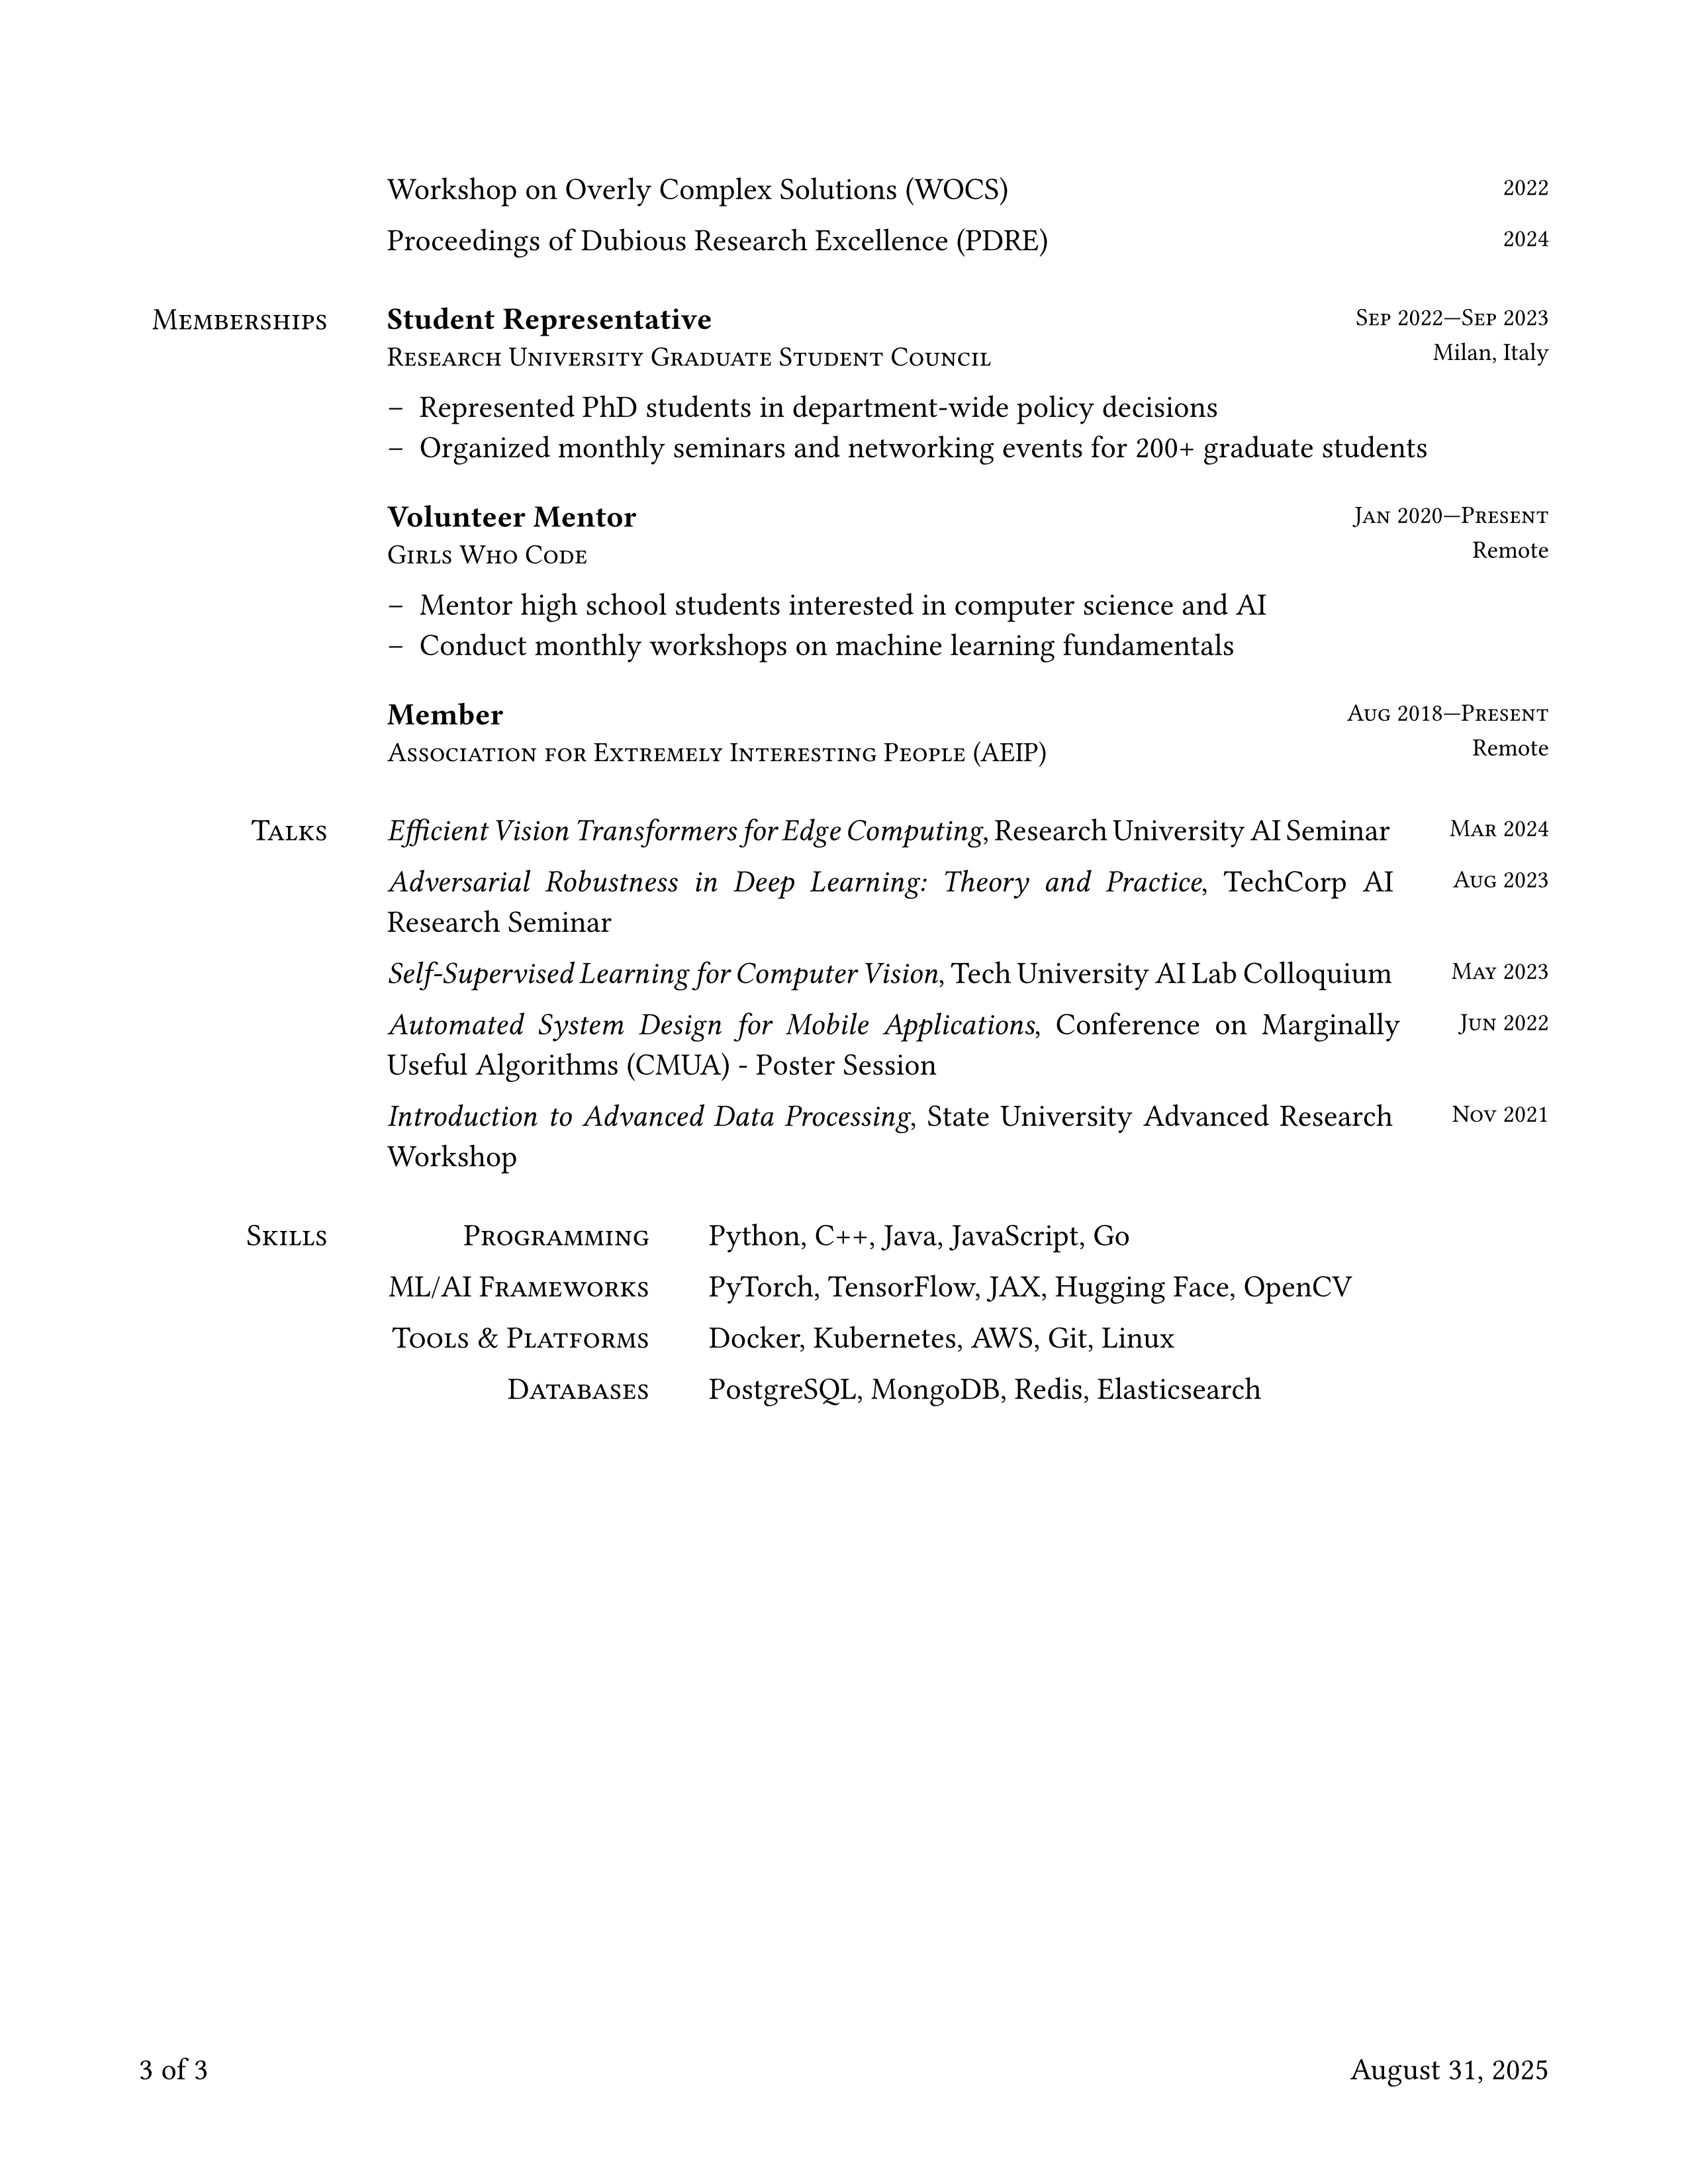 Workshop on Overly Complex Solutions (WOCS) 2022
Proceedings of Dubious Research Excellence (PDRE) 2024
Memberships Student Representative Sep 2022—Sep 2023
Research University Graduate Student Council Milan, Italy
– Represented PhD students in department-wide policy decisions
– Organized monthly seminars and networking events for 200+ graduate students
Volunteer Mentor Jan 2020—Present
Girls Who Code Remote
– Mentor high school students interested in computer science and AI
– Conduct monthly workshops on machine learning fundamentals
Member Aug 2018—Present
Association for Extremely Interesting People (AEIP) Remote
Talks Efficient Vision Transformers for Edge Computing, Research University AI Seminar Mar 2024
Adversarial Robustness in Deep Learning: Theory and Practice, TechCorp AI Aug 2023
Research Seminar
Self-Supervised Learning for Computer Vision, Tech University AI Lab Colloquium May 2023
Automated System Design for Mobile Applications, Conference on Marginally Jun 2022
Useful Algorithms (CMUA) - Poster Session
Introduction to Advanced Data Processing, State University Advanced Research Nov 2021
Workshop
Skills Programming Python, C++, Java, JavaScript, Go
ML/AI Frameworks PyTorch, TensorFlow, JAX, Hugging Face, OpenCV
Tools & Platforms Docker, Kubernetes, AWS, Git, Linux
Databases PostgreSQL, MongoDB, Redis, Elasticsearch
3 of 3 August 31, 2025